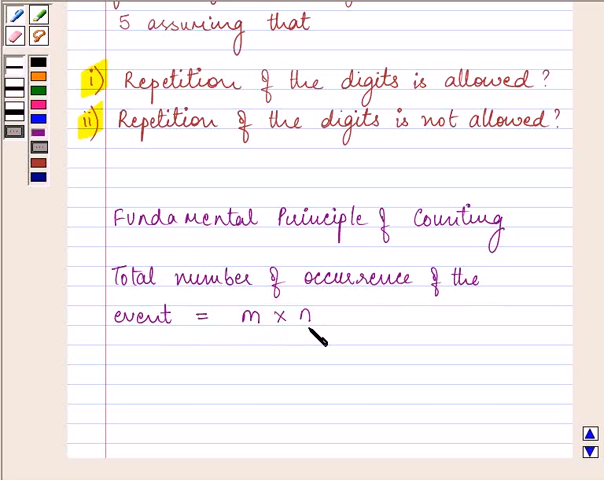 5 assuming that
i) Repetition of the digits is allowed?
ii) Repetition of the digits is not allowed?
Fundamental Principle of Counting
Total number of occurrence of the
event = m × n